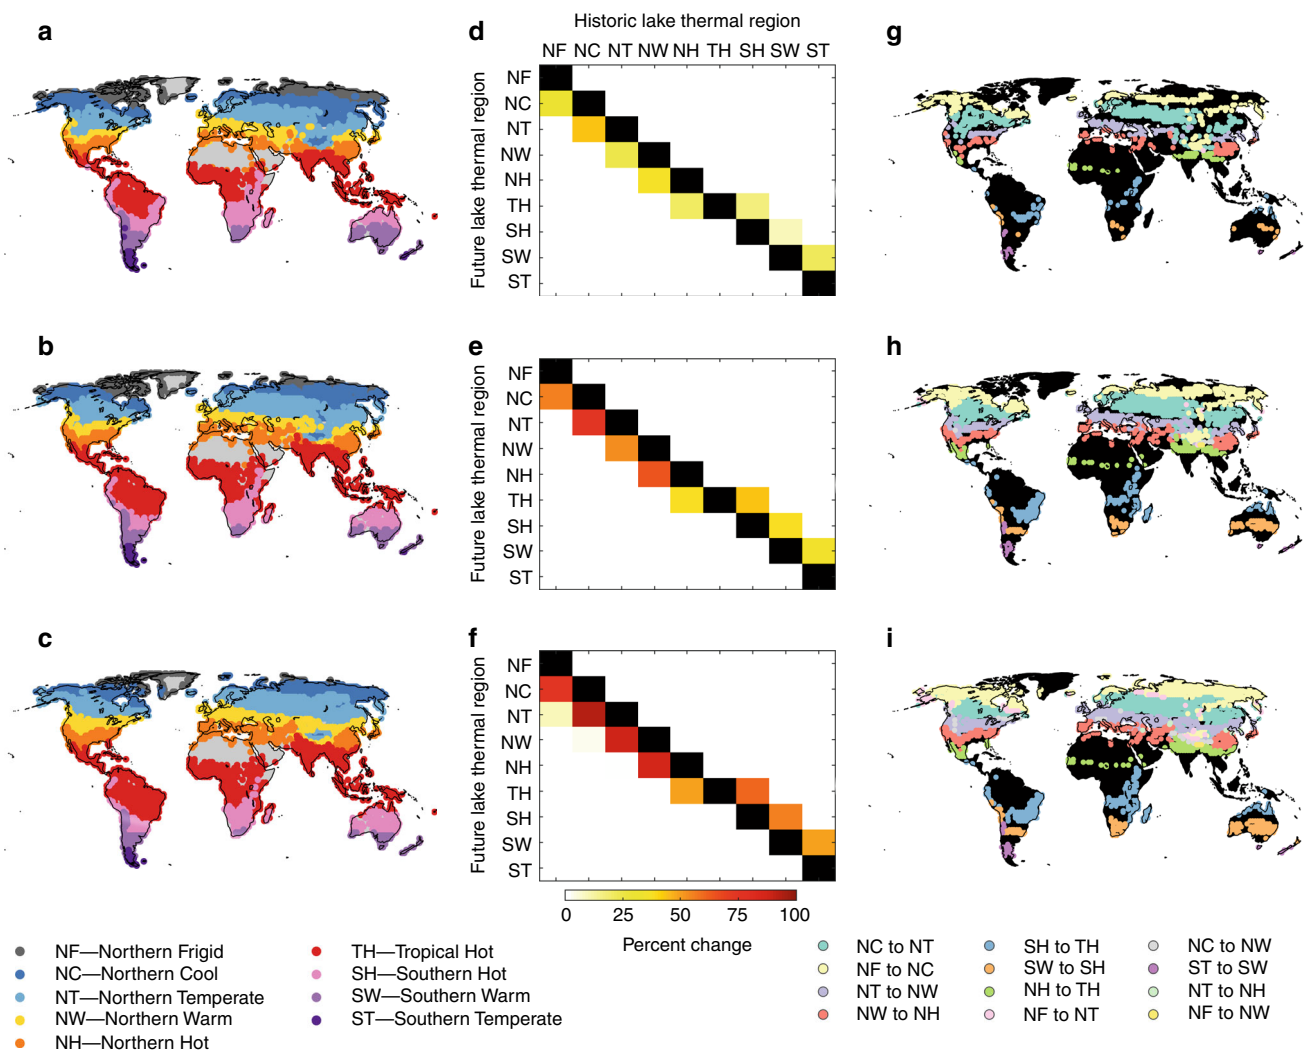 a
d
Historic lake thermal region
g
NF NC NT NW NH TH SH SW ST
Future lake thermal region
NF
NC
NT
NW
NH
TH
SH
SW
ST
b
e
h
Future lake thermal region
NF
NC
NT
NW
NH
TH
SH
SW
ST
c
f
i
Future lake thermal region
NF
NC
NT
NW
NH
TH
SH
SW
ST
0 25 50 75 100
Percent change
NF—Northern Frigid
NC—Northern Cool
NT—Northern Temperate
NW—Northern Warm
NH—Northern Hot
TH—Tropical Hot
SH—Southern Hot
SW—Southern Warm
ST—Southern Temperate
NC to NT
NF to NC
NT to NW
NW to NH
SH to TH
SW to SH
NH to TH
NF to NT
NC to NW
ST to SW
NT to NH
NF to NW